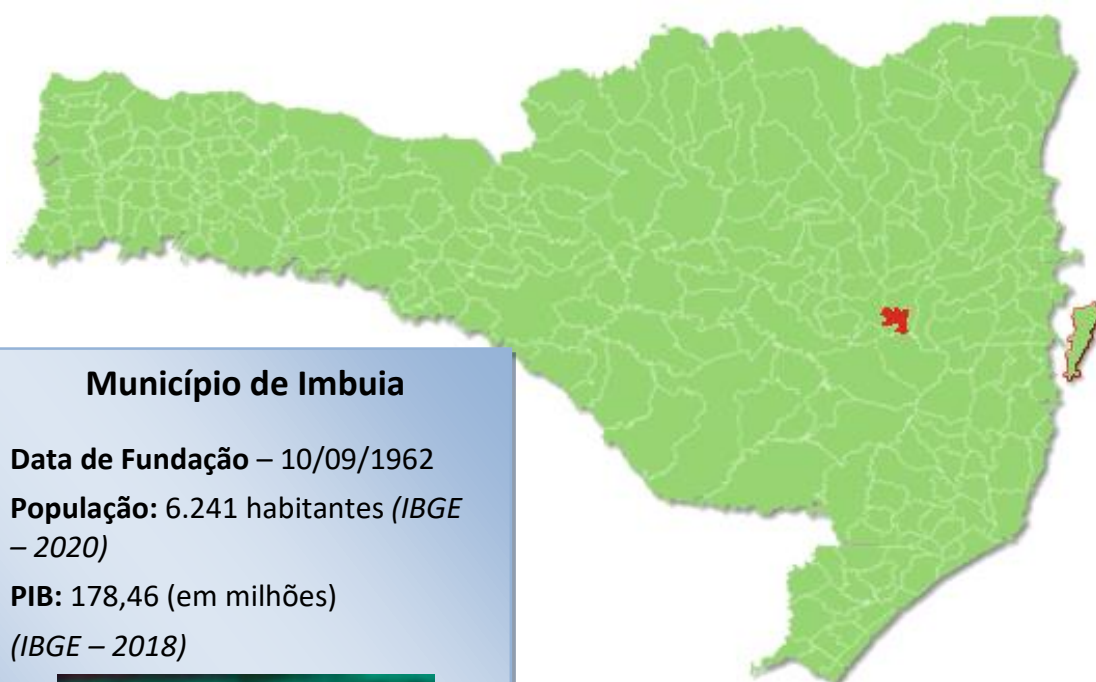 Município de Imbuia
Data de Fundação – 10/09/1962
População: 6.241 habitantes (IBGE
– 2020)
PIB: 178,46 (em milhões)
(IBGE – 2018)